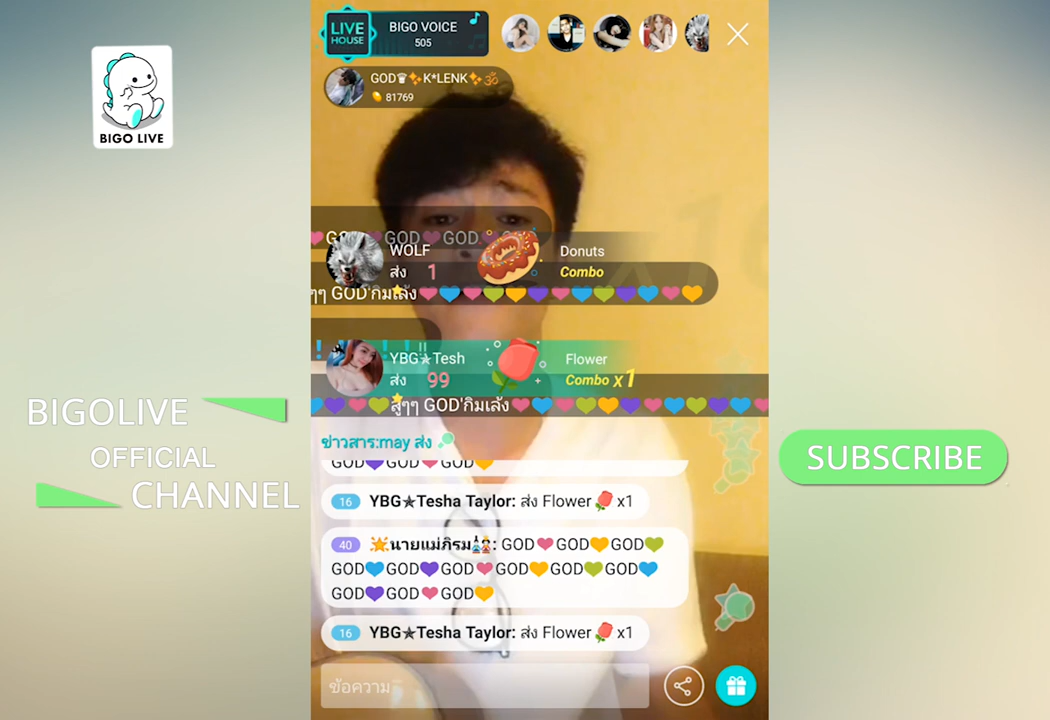 LIVE
HOUSE
BIGO VOICE
505
GOD♛✨K*LENK✨ॐ
81769
BIGO LIVE
GOD GOD
WOLF
ส่ง 1
Donuts
Combo
GOD'กิมเล้ง💗💙💗💚💛💜💗💙💚💜💙💗💛
YBG★Tesh
ส่ง 99
Flower
Combo x1
สู้ๆๆ GOD'กิมเล้ง
ข่าวสาร:may ส่ง
GOD💜GOD💗GOD💛
16 YBG★Tesha Taylor: ส่ง Flower🌹x1
40 🌟นายแม่ภิรม🎎: GOD💗GOD💛GOD💚
GOD💙GOD💜GOD💗GOD💛GOD💚GOD💙
GOD💜GOD💗GOD💛
16 YBG★Tesha Taylor: ส่ง Flower🌹x1
ข้อความ
BIGOLIVE
OFFICIAL
CHANNEL
SUBSCRIBE